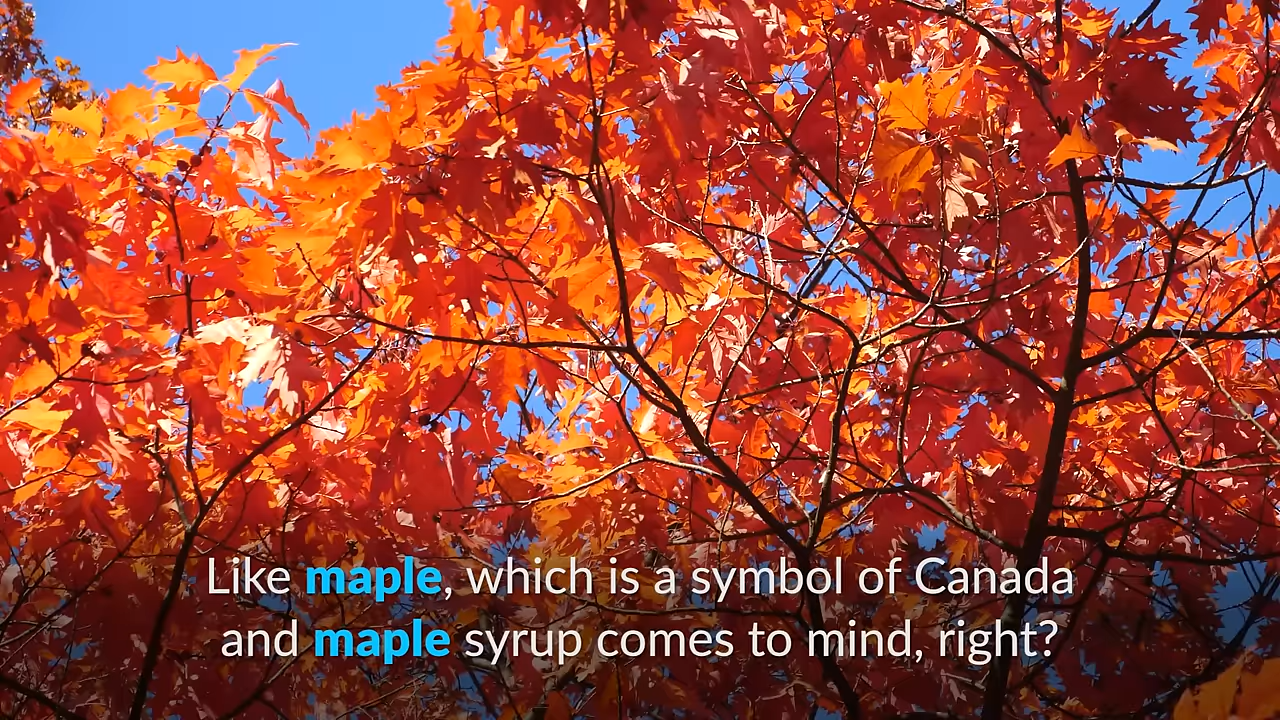 Like maple, which is a symbol of Canada
and maple syrup comes to mind, right?